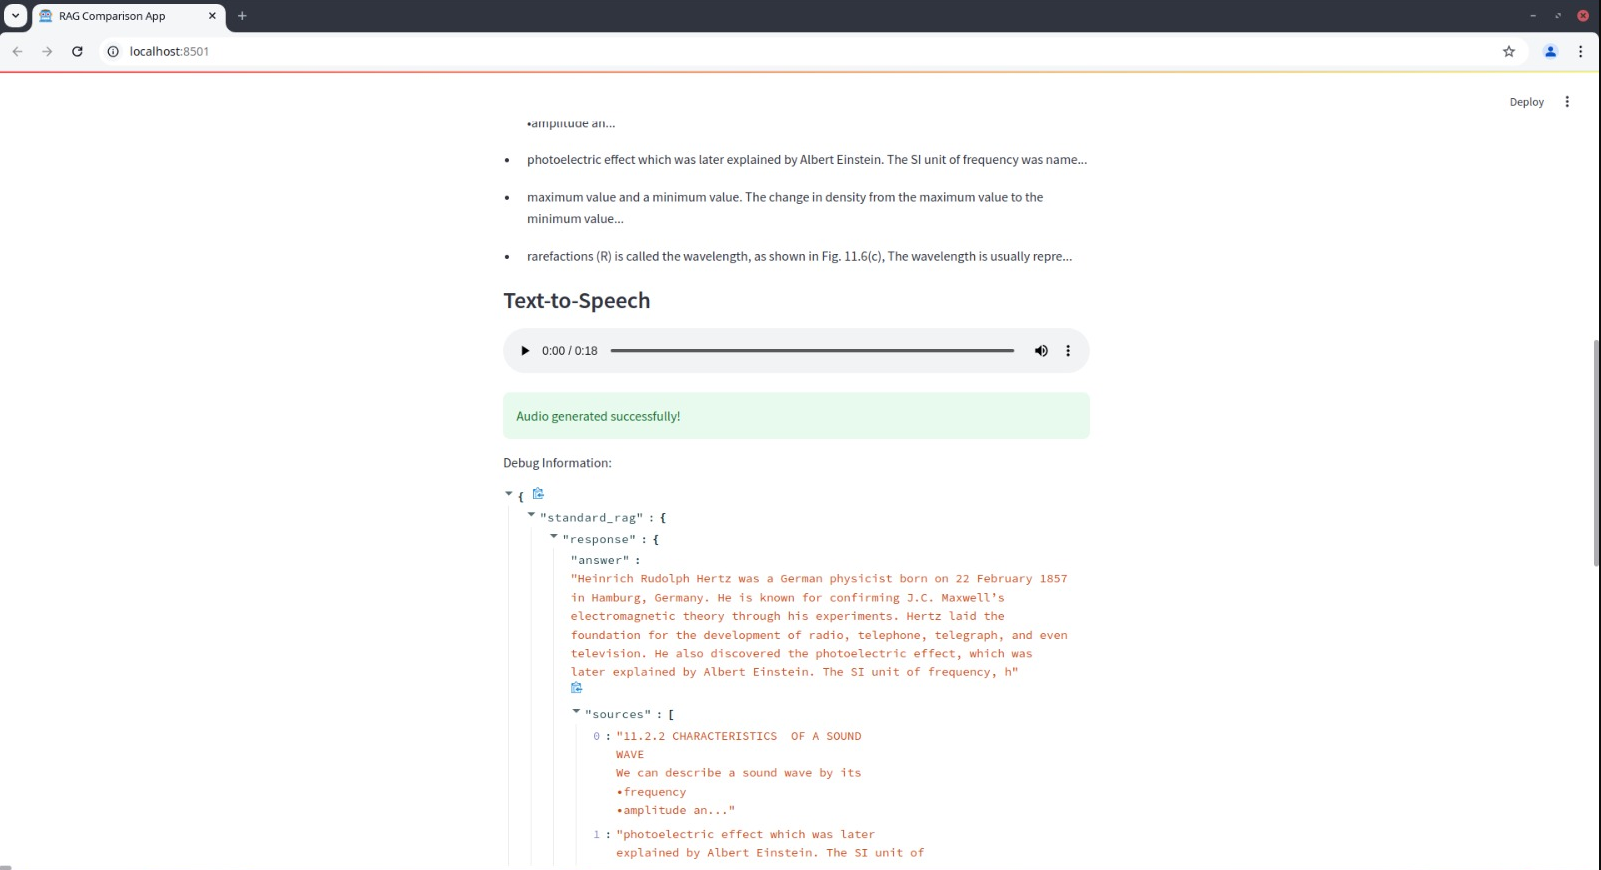 RAG Comparison App
localhost:8501
Deploy
•amplitude an...
• photoelectric effect which was later explained by Albert Einstein. The SI unit of frequency was name...
• maximum value and a minimum value. The change in density from the maximum value to the
minimum value...
• rarefactions (R) is called the wavelength, as shown in Fig. 11.6(c), The wavelength is usually repre...
Text-to-Speech
0:00 / 0:18
Audio generated successfully!
Debug Information:
{
"standard_rag" : {
"response" : {
"answer" :
"Heinrich Rudolph Hertz was a German physicist born on 22 February 1857
in Hamburg, Germany. He is known for confirming J.C. Maxwell’s
electromagnetic theory through his experiments. Hertz laid the
foundation for the development of radio, telephone, telegraph, and even
television. He also discovered the photoelectric effect, which was
later explained by Albert Einstein. The SI unit of frequency, h"
"sources" : [
0 : "11.2.2 CHARACTERISTICS  OF A SOUND
WAVE
We can describe a sound wave by its
•frequency
•amplitude an..."
1 : "photoelectric effect which was later
explained by Albert Einstein. The SI unit of